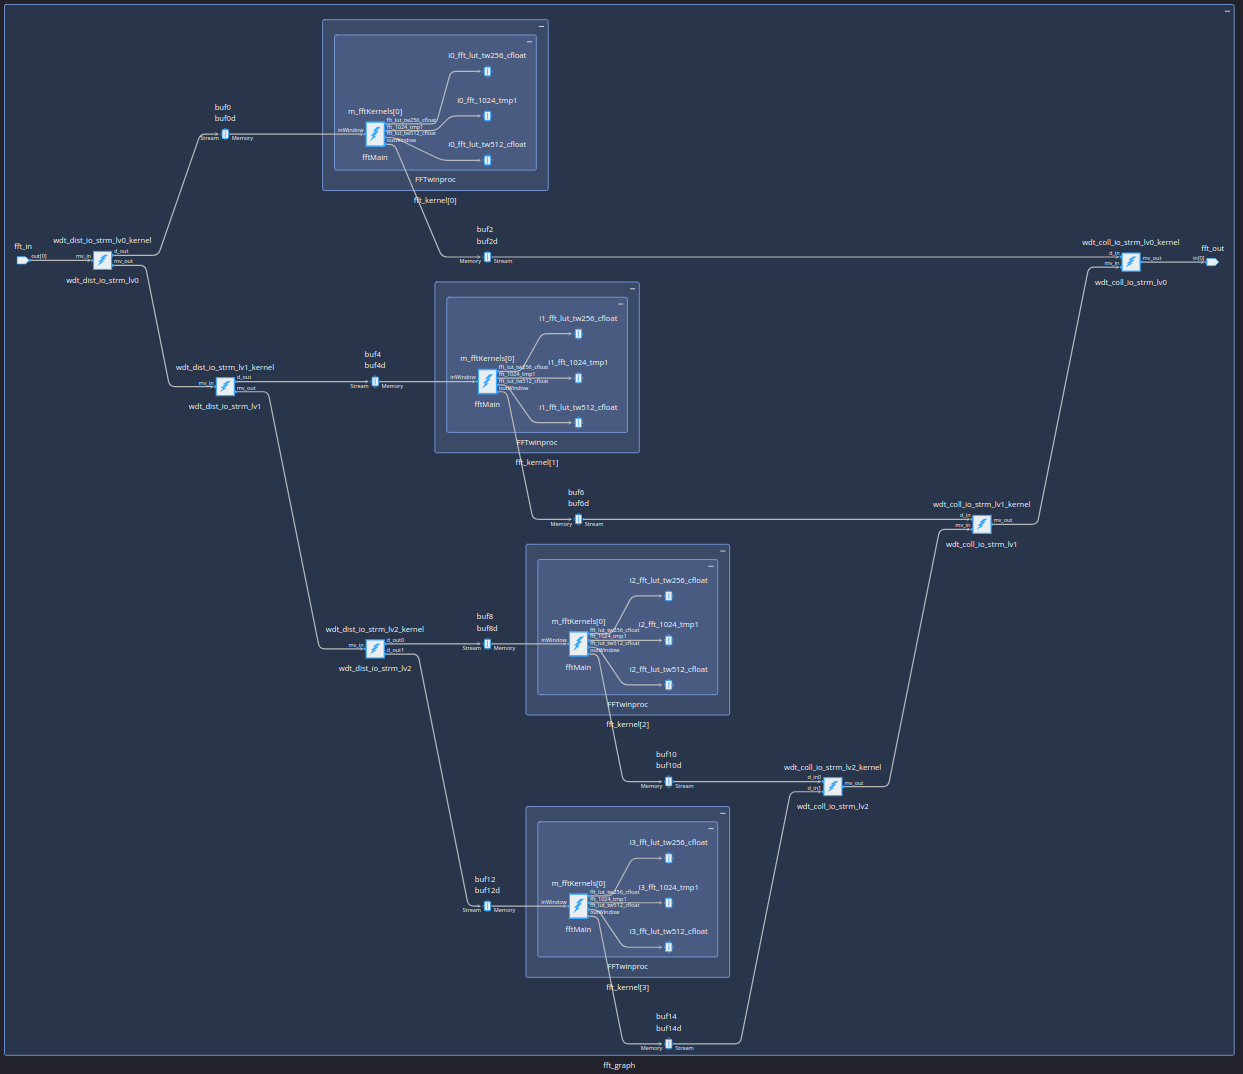 i0_fft_lut_tw256_cfloat
i0_fft_1024_tmp1
buf0
buf0d
m_fftKernels[0]
Stream
Memory
inWindow
fft_lut_tw256_cfloat
fft_1024_tmp1
fft_lut_tw512_cfloat
outWindow
i0_fft_lut_tw512_cfloat
fftMain
FFTwinproc
fft_kernel[0]
buf2
buf2d
Memory
Stream
fft_in
out[0]
wdt_dist_io_strm_lv0_kernel
mv_in
d_out
mv_out
wdt_dist_io_strm_lv0
wdt_coll_io_strm_lv0_kernel
d_in
mv_in
mv_out
wdt_coll_io_strm_lv0
fft_out
in[0]
i1_fft_lut_tw256_cfloat
i1_fft_1024_tmp1
buf4
buf4d
m_fftKernels[0]
wdt_dist_io_strm_lv1_kernel
mv_in
d_out
mv_out
wdt_dist_io_strm_lv1
Stream
Memory
inWindow
fft_lut_tw256_cfloat
fft_1024_tmp1
fft_lut_tw512_cfloat
outWindow
fftMain
i1_fft_lut_tw512_cfloat
FFTwinproc
fft_kernel[1]
buf6
buf6d
Memory
Stream
wdt_coll_io_strm_lv1_kernel
d_in
mv_in
mv_out
wdt_coll_io_strm_lv1
i2_fft_lut_tw256_cfloat
i2_fft_1024_tmp1
buf8
buf8d
m_fftKernels[0]
wdt_dist_io_strm_lv2_kernel
mv_in
d_out0
d_out1
wdt_dist_io_strm_lv2
Stream
Memory
inWindow
fft_lut_tw256_cfloat
fft_1024_tmp1
fft_lut_tw512_cfloat
outWindow
fftMain
i2_fft_lut_tw512_cfloat
FFTwinproc
fft_kernel[2]
buf10
buf10d
Memory
Stream
wdt_coll_io_strm_lv2_kernel
d_in0
d_in1
mv_out
wdt_coll_io_strm_lv2
i3_fft_lut_tw256_cfloat
i3_fft_1024_tmp1
buf12
buf12d
m_fftKernels[0]
Stream
Memory
inWindow
fft_lut_tw256_cfloat
fft_1024_tmp1
fft_lut_tw512_cfloat
outWindow
fftMain
i3_fft_lut_tw512_cfloat
FFTwinproc
fft_kernel[3]
buf14
buf14d
Memory
Stream
fft_graph